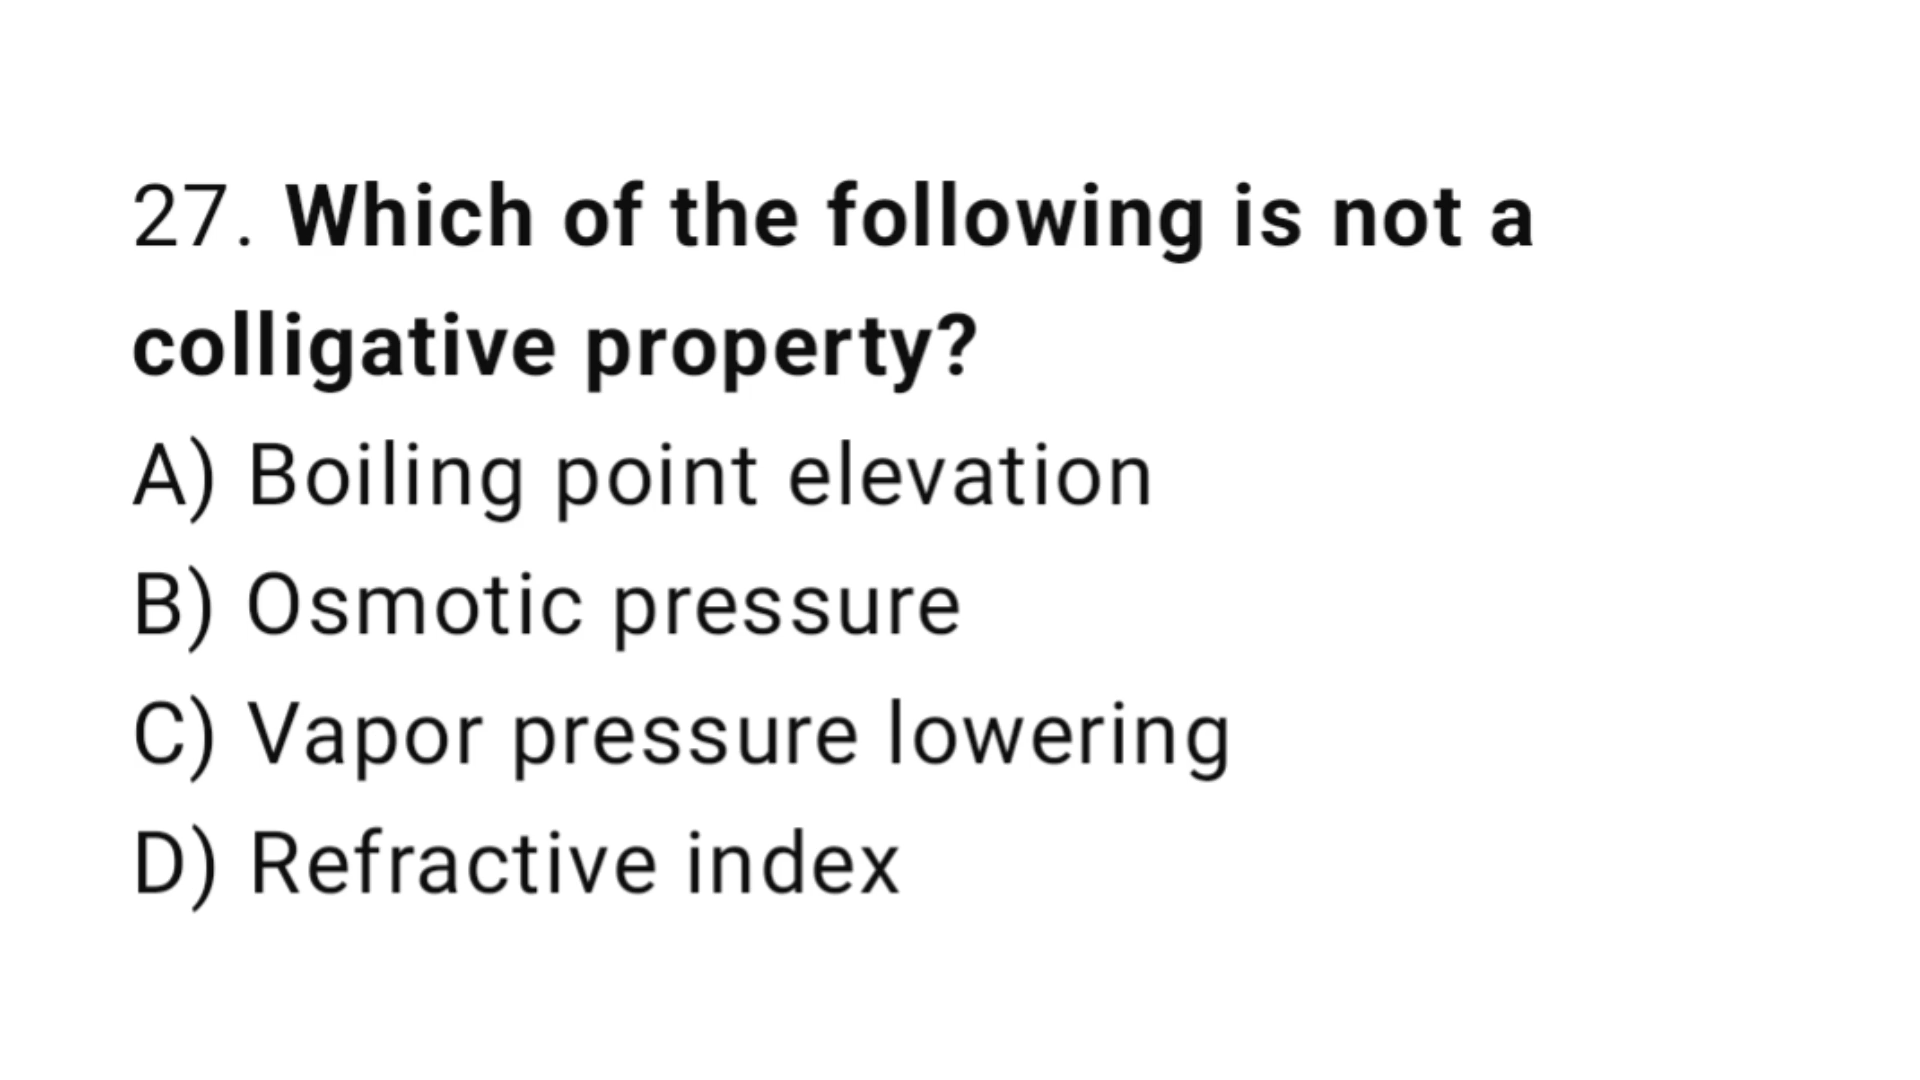 27. Which of the following is not a
colligative property?
A) Boiling point elevation
B) Osmotic pressure
C) Vapor pressure lowering
D) Refractive index